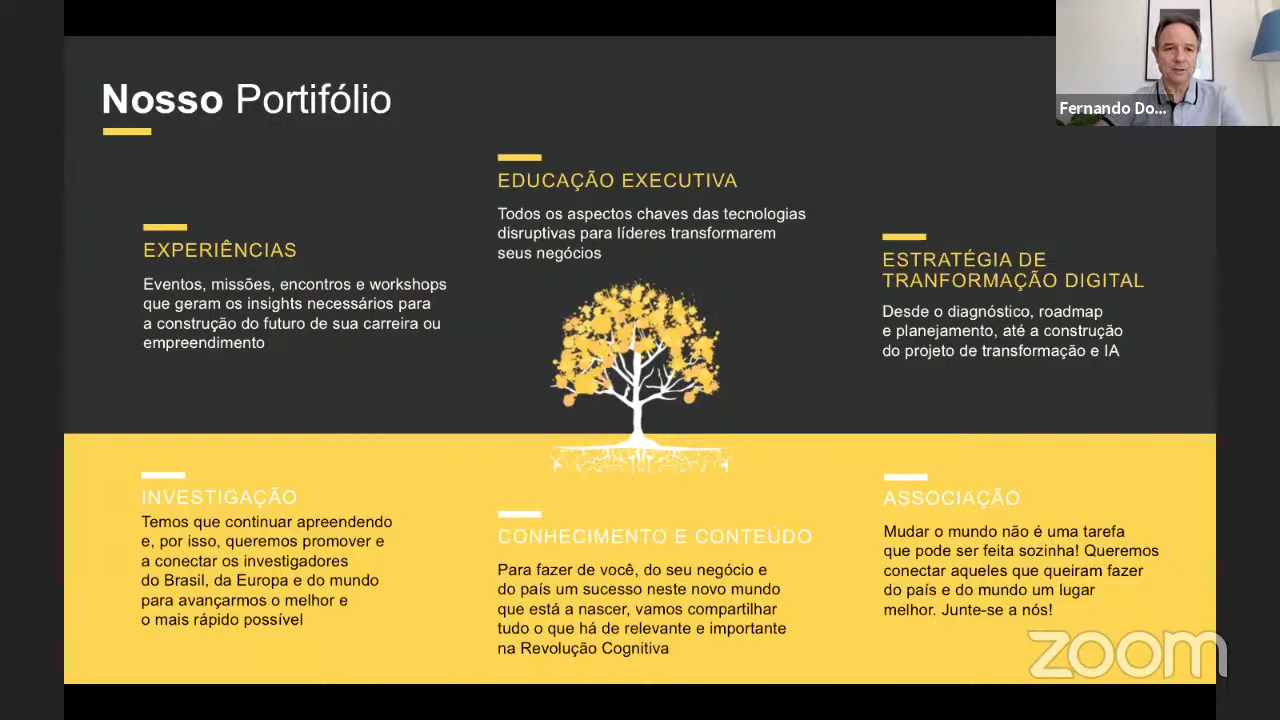 Nosso Portifólio
EXPERIÊNCIAS
Eventos, missões, encontros e workshops
que geram os insights necessários para
a construção do futuro de sua carreira ou
empreendimento
EDUCAÇÃO EXECUTIVA
Todos os aspectos chaves das tecnologias
disruptivas para líderes transformarem
seus negócios
ESTRATÉGIA DE
TRANFORMAÇÃO DIGITAL
Desde o diagnóstico, roadmap
e planejamento, até a construção
do projeto de transformação e IA
INVESTIGAÇÃO
Temos que continuar apreendendo
e, por isso, queremos promover e
a conectar os investigadores
do Brasil, da Europa e do mundo
para avançarmos o melhor e
o mais rápido possível
CONHECIMENTO E CONTEÚDO
Para fazer de você, do seu negócio e
do país um sucesso neste novo mundo
que está a nascer, vamos compartilhar
tudo o que há de relevante e importante
na Revolução Cognitiva
ASSOCIAÇÃO
Mudar o mundo não é uma tarefa
que pode ser feita sozinha! Queremos
conectar aqueles que queiram fazer
do país e do mundo um lugar
melhor. Junte-se a nós!
Fernando Do...
zoom